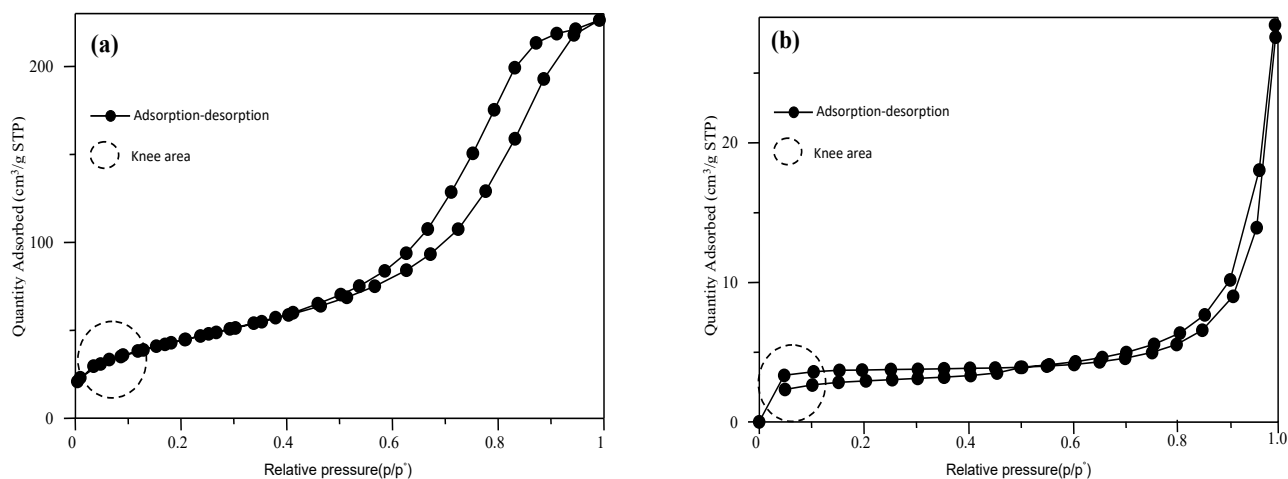 (a)
Adsorption-desorption
Knee area
Quantity Adsorbed (cm³/g STP)
200
100
0
0
0.2
0.4
0.6
0.8
1
Relative pressure(p/p°)
(b)
Adsorption-desorption
Knee area
Quantity Adsorbed (cm³/g STP)
20
10
0
0
0.2
0.4
0.6
0.8
1.0
Relative pressure(p/p°)